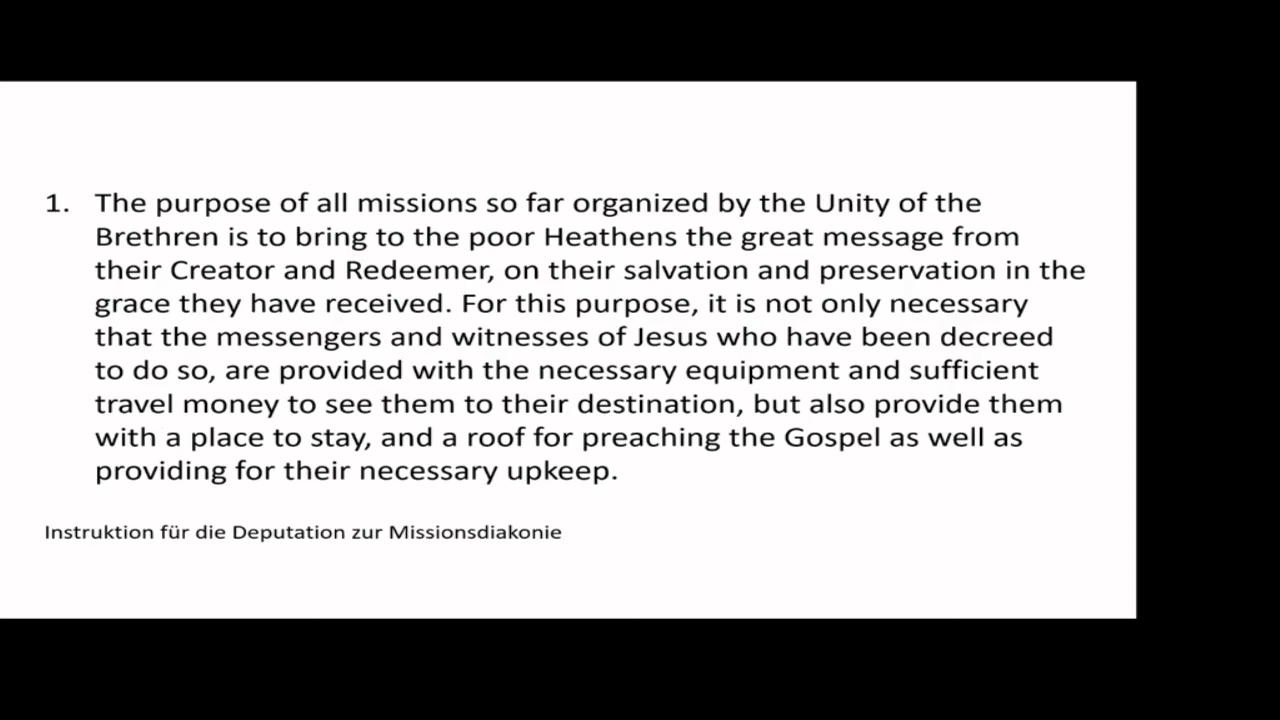 1. The purpose of all missions so far organized by the Unity of the
Brethren is to bring to the poor Heathens the great message from
their Creator and Redeemer, on their salvation and preservation in the
grace they have received. For this purpose, it is not only necessary
that the messengers and witnesses of Jesus who have been decreed
to do so, are provided with the necessary equipment and sufficient
travel money to see them to their destination, but also provide them
with a place to stay, and a roof for preaching the Gospel as well as
providing for their necessary upkeep.
Instruktion für die Deputation zur Missionsdiakonie